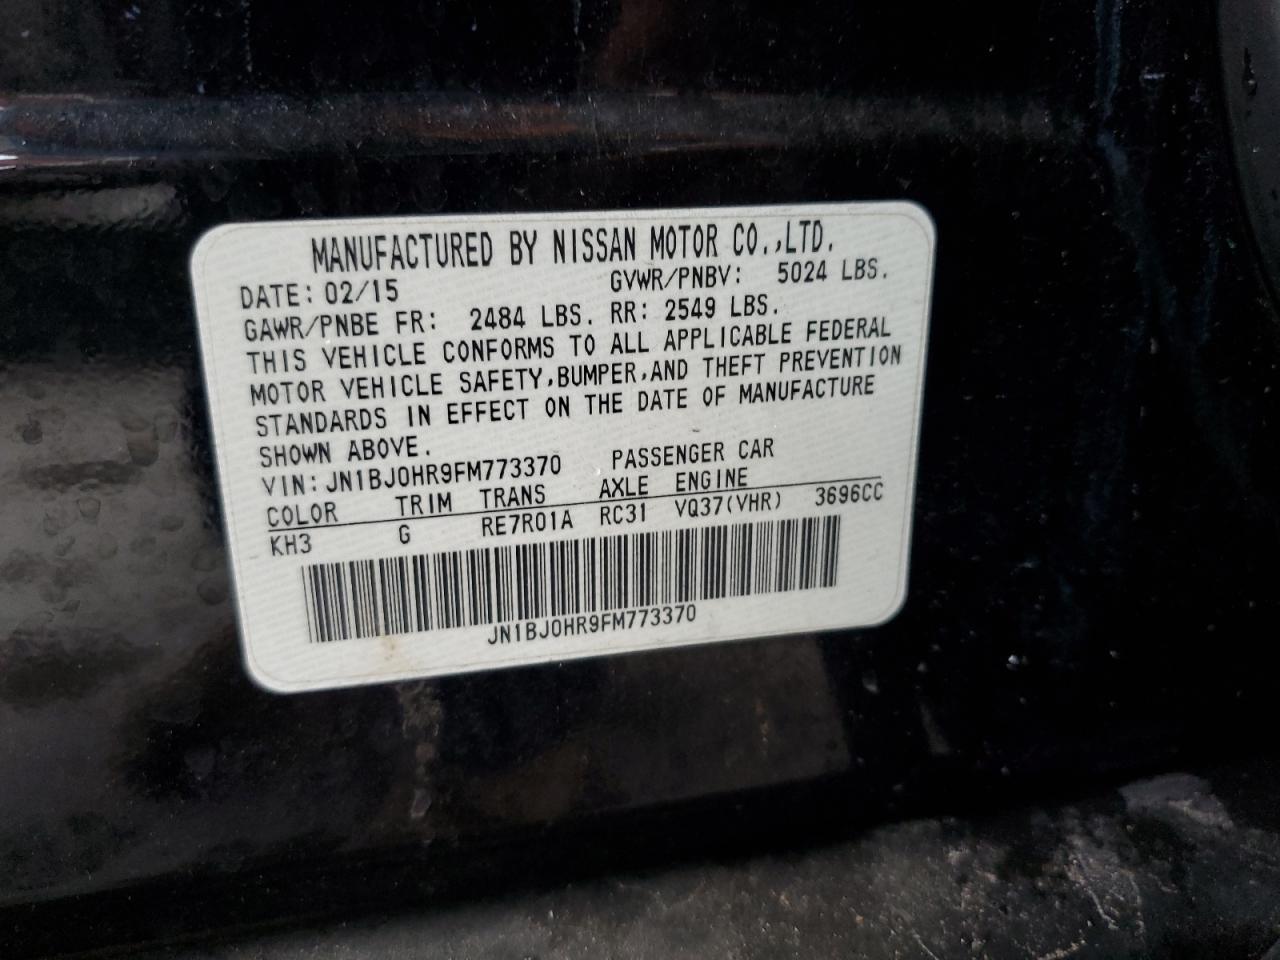 MANUFACTURED BY NISSAN MOTOR CO.,LTD.
DATE: 02/15 GVWR/PNBV: 5024 LBS.
GAWR/PNBE FR: 2484 LBS. RR: 2549 LBS.
THIS VEHICLE CONFORMS TO ALL APPLICABLE FEDERAL
MOTOR VEHICLE SAFETY,BUMPER,AND THEFT PREVENTION
STANDARDS IN EFFECT ON THE DATE OF MANUFACTURE
SHOWN ABOVE.
VIN: JN1BJ0HR9FM773370 PASSENGER CAR
COLOR TRIM TRANS AXLE ENGINE
KH3 G RE7R01A RC31 VQ37(VHR) 3696CC
JN1BJ0HR9FM773370